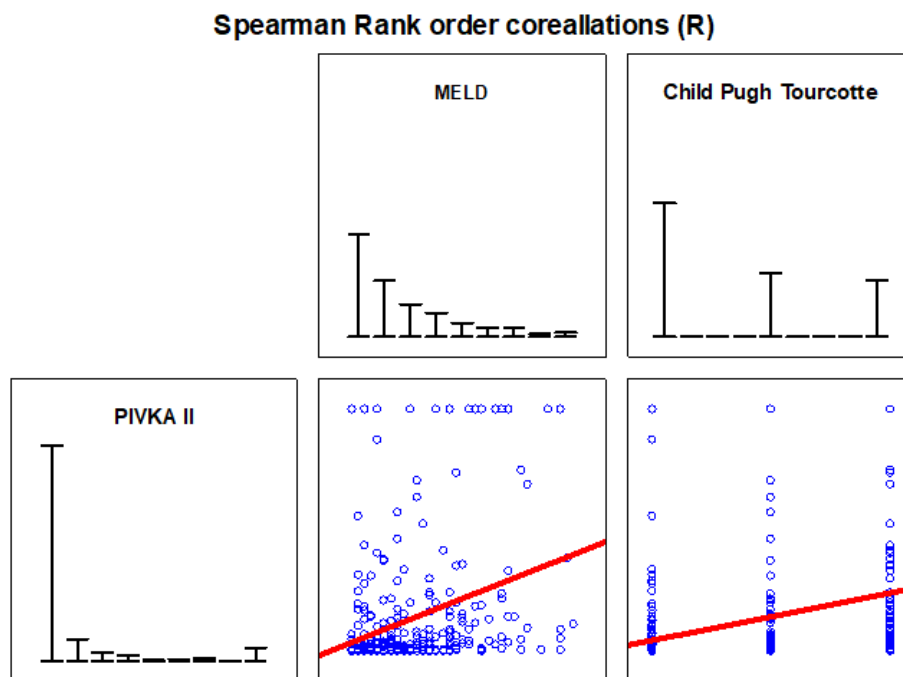 Spearman Rank order coreallations (R)
MELD
Child Pugh Tourcotte
PIVKA II